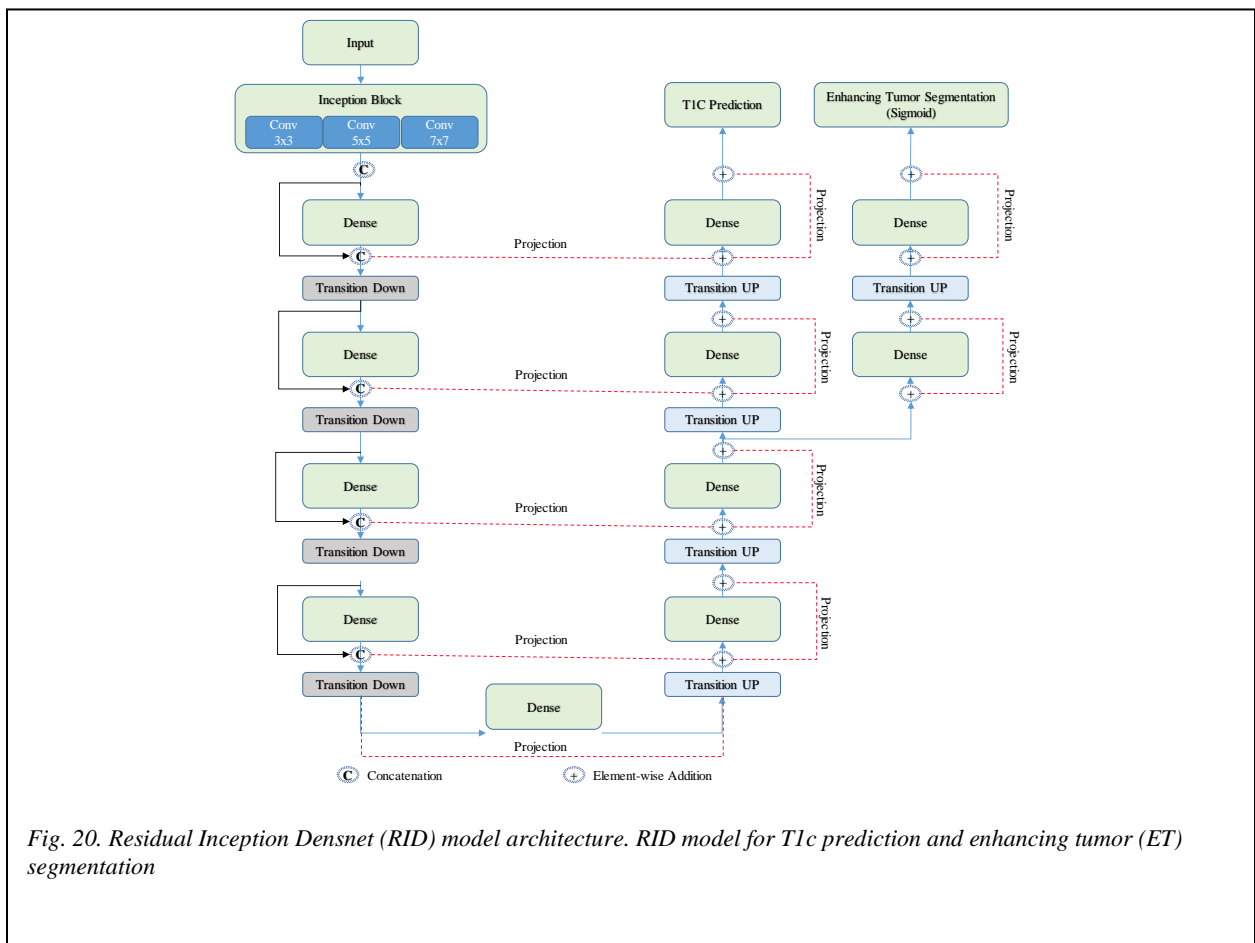 Input
Inception Block
Conv
3x3
Conv
5x5
Conv
7x7
C
Dense
C
Transition Down
Dense
C
Transition Down
Dense
C
Transition Down
Dense
C
Transition Down
Dense
Projection
Projection
Projection
Projection
Projection
T1C Prediction
+
Dense
Projection
+
Transition UP
+
Dense
Projection
+
Transition UP
+
Dense
Projection
+
Transition UP
+
Dense
Projection
+
Transition UP
Enhancing Tumor Segmentation
(Sigmoid)
+
Dense
Projection
+
Transition UP
+
Dense
Projection
+
C Concatenation
+ Element-wise Addition
Fig. 20. Residual Inception Densnet (RID) model architecture. RID model for T1c prediction and enhancing tumor (ET)
segmentation